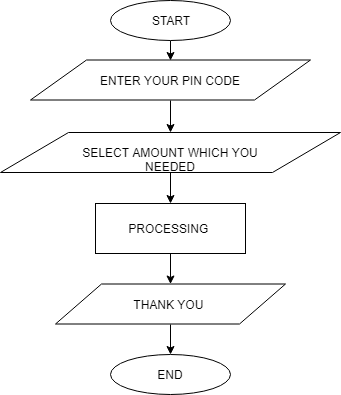 START
ENTER YOUR PIN CODE
SELECT AMOUNT WHICH YOU
NEEDED
PROCESSING
THANK YOU
END